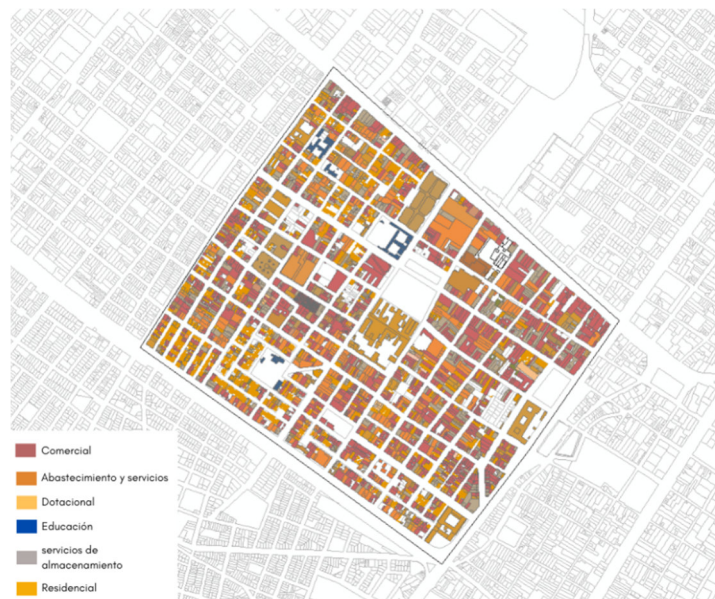 Comercial
Abastecimiento y servicios
Dotacional
Educación
servicios de
almacenamiento
Residencial